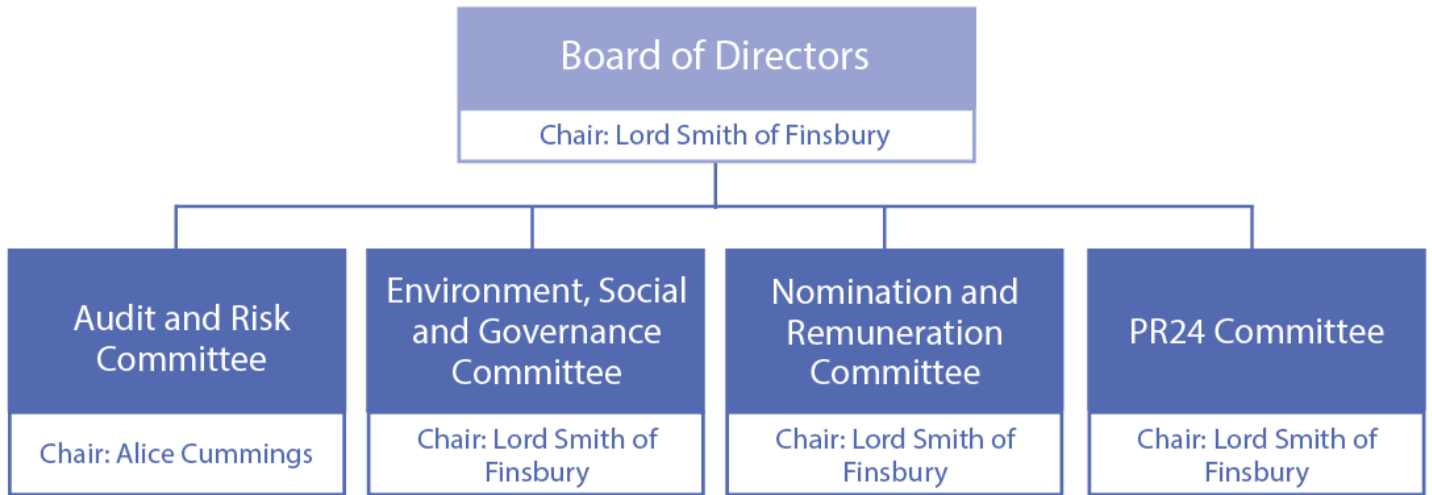 Board of Directors
Chair: Lord Smith of Finsbury
Audit and Risk
Committee
Chair: Alice Cummings
Environment, Social
and Governance
Committee
Chair: Lord Smith of
Finsbury
Nomination and
Remuneration
Committee
Chair: Lord Smith of
Finsbury
PR24 Committee
Chair: Lord Smith of
Finsbury